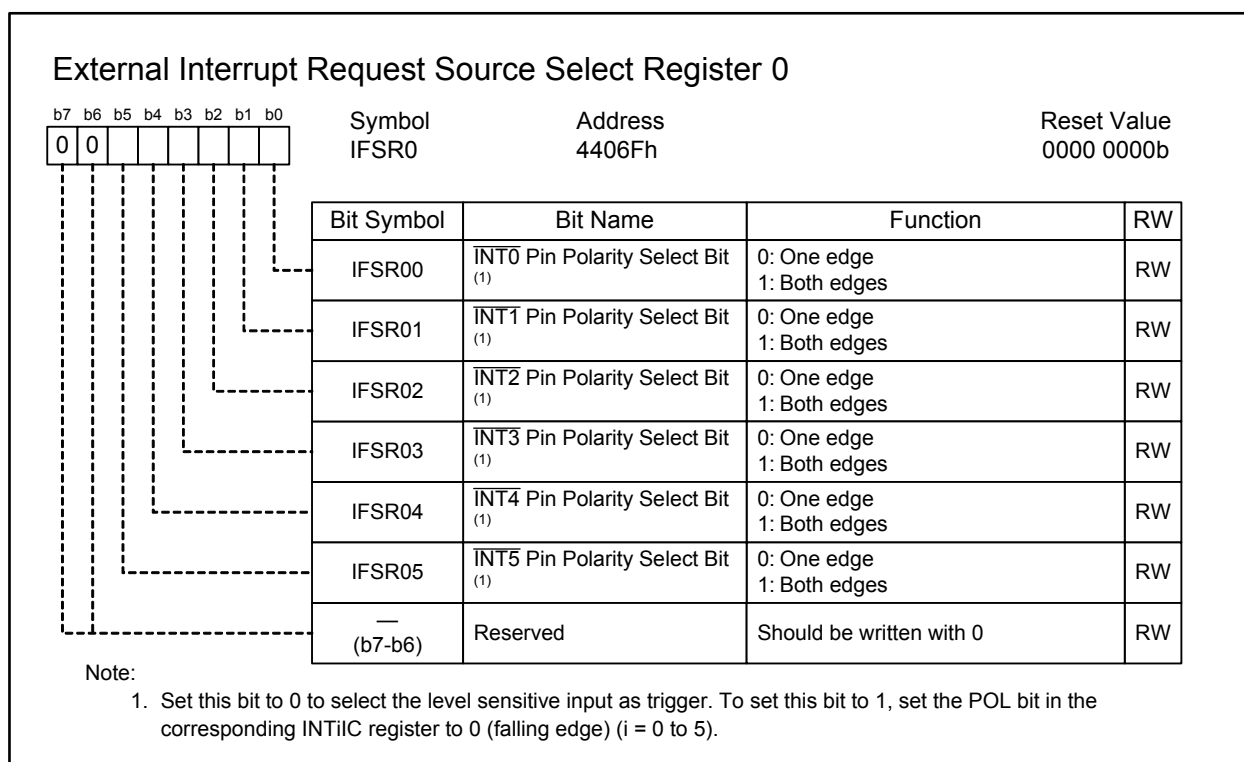 External Interrupt Request Source Select Register 0
b7 b6 b5 b4 b3 b2 b1 b0
0 0
Symbol Address Reset Value
IFSR0 4406Fh 0000 0000b
Bit Symbol Bit Name Function RW
IFSR00 INT0 Pin Polarity Select Bit (1) 0: One edge 1: Both edges RW
IFSR01 INT1 Pin Polarity Select Bit (1) 0: One edge 1: Both edges RW
IFSR02 INT2 Pin Polarity Select Bit (1) 0: One edge 1: Both edges RW
IFSR03 INT3 Pin Polarity Select Bit (1) 0: One edge 1: Both edges RW
IFSR04 INT4 Pin Polarity Select Bit (1) 0: One edge 1: Both edges RW
IFSR05 INT5 Pin Polarity Select Bit (1) 0: One edge 1: Both edges RW
— (b7-b6) Reserved Should be written with 0 RW
Note:
1. Set this bit to 0 to select the level sensitive input as trigger. To set this bit to 1, set the POL bit in the
corresponding INTiIC register to 0 (falling edge) (i = 0 to 5).